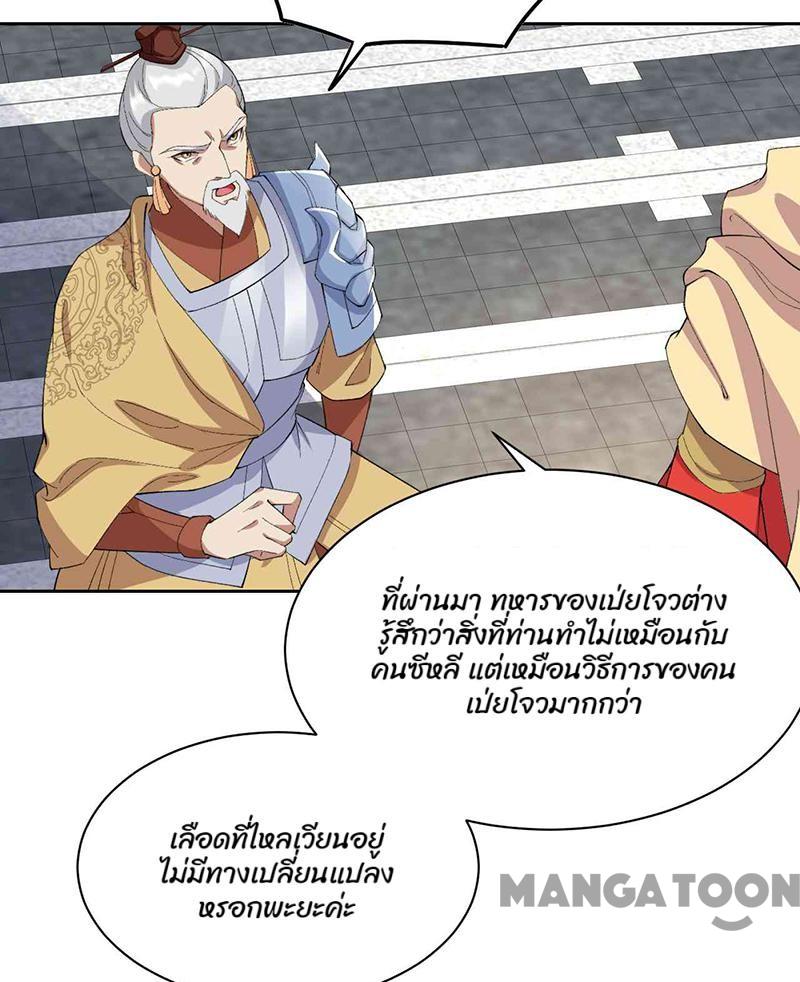 ที่ผ่านมา ทหารของเป่ยโจวต่าง
รู้สึกว่าสิ่งที่ท่านทำไม่เหมือนกับ
คนซีหลี แต่เหมือนวิธีการของคน
เป่ยโจวมากกว่า
เลือดที่ไหลเวียนอยู่
ไม่มีทางเปลี่ยนแปลง
หรอกพะยะค่ะ
MANGATOON